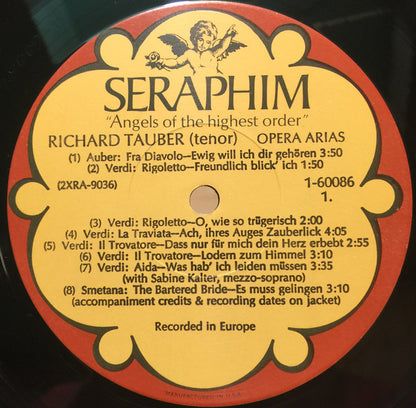 SERAPHIM
"Angels of the highest order"
RICHARD TAUBER (tenor) OPERA ARIAS
(1) Auber: Fra Diavolo—Ewig will ich dir gehören 3:50
(2) Verdi: Rigoletto—Freundlich blick' ich 1:50
(2XRA-9036) 1-60086
1.
(3) Verdi: Rigoletto—O, wie so trügerisch 2:00
(4) Verdi: La Traviata—Ach, ihres Auges Zauberlick 4:05
(5) Verdi: Il Trovatore—Dass nur für mich dein Herz erbebt 2:55
(6) Verdi: Il Trovatore—Lodern zum Himmel 3:10
(7) Verdi: Aida—Was hab' ich leiden müssen 3:35
(with Sabine Kalter, mezzo-soprano)
(8) Smetana: The Bartered Bride—Es muss gelingen 3:10
(accompaniment credits & recording dates on jacket)
Recorded in Europe
MANUFACTURED IN U.S.A.